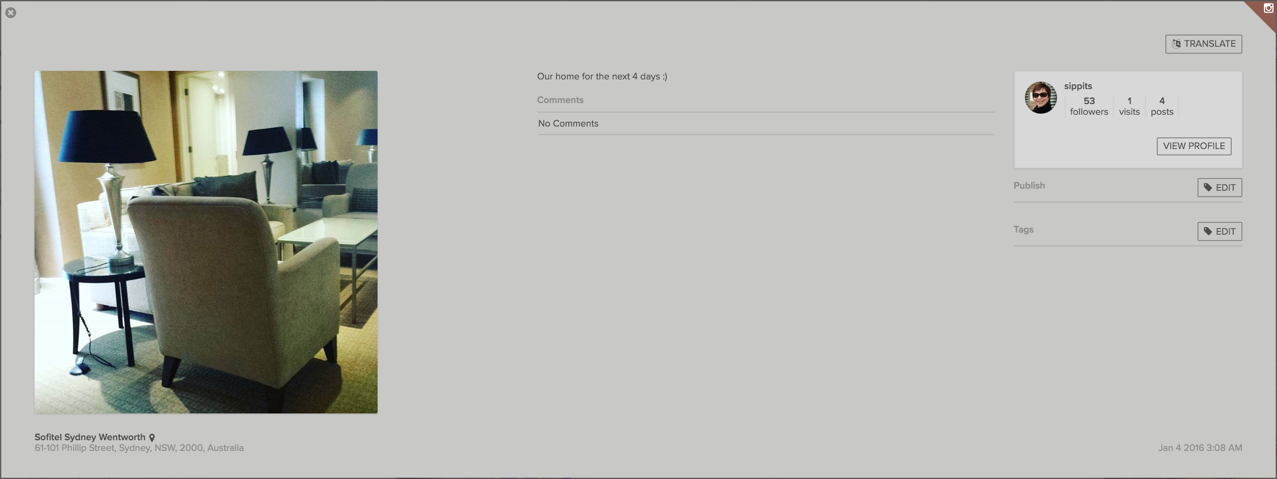 TRANSLATE
Our home for the next 4 days :)
Comments
No Comments
sippits
53 1 4
followers visits posts
VIEW PROFILE
Publish EDIT
Tags EDIT
Sofitel Sydney Wentworth
61-101 Phillip Street, Sydney, NSW, 2000, Australia
Jan 4 2016 3:08 AM